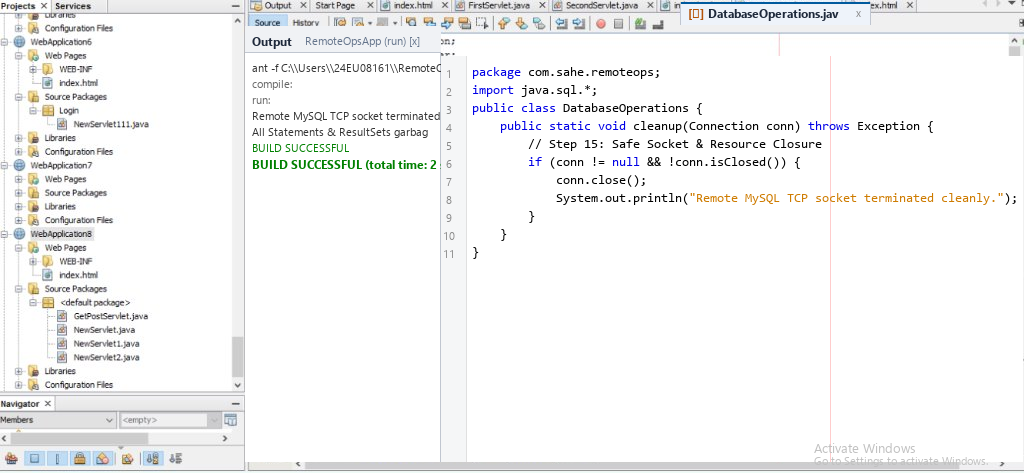 Projects X Services
Libraries
Configuration Files
WebApplication6
Web Pages
WEB-INF
index.html
Source Packages
Login
NewServlet111.java
Libraries
Configuration Files
WebApplication7
Web Pages
Source Packages
Libraries
Configuration Files
WebApplication8
Web Pages
WEB-INF
index.html
Source Packages
<default package>
GetPostServlet.java
NewServlet.java
NewServlet1.java
NewServlet2.java
Libraries
Configuration Files
Navigator X
Members
<empty>
Output X Start Page X index.html X FirstServlet.java X SecondServlet.java X in ex.html X
Source History
Output RemoteOpsApp (run) [x]
ant -f C:\\Users\\24EU08161\\RemoteO
compile:
run:
Remote MySQL TCP socket terminated
All Statements & ResultSets garbag
BUILD SUCCESSFUL
BUILD SUCCESSFUL (total time: 2
[] DatabaseOperations.jav x
on;
1 package com.sahe.remoteops;
2 import java.sql.*;
3 public class DatabaseOperations {
4 public static void cleanup(Connection conn) throws Exception {
5 // Step 15: Safe Socket & Resource Closure
6 if (conn != null && !conn.isClosed()) {
7 conn.close();
8 System.out.println("Remote MySQL TCP socket terminated cleanly.");
9 }
10 }
11 }
Activate Windows
Go to Settings to activate Windows.